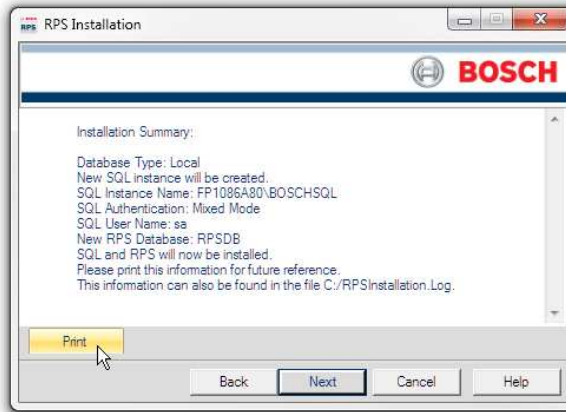 RPS
RPS Installation
BOSCH
Installation Summary:
Database Type: Local
New SQL instance will be created.
SQL Instance Name: FP1086A80\BOSCHSQL
SQL Authentication: Mixed Mode
SQL User Name: sa
New RPS Database: RPSDB
SQL and RPS will now be installed.
Please print this information for future reference.
This information can also be found in the file C:/RPSInstallation.Log.
Print
Back
Next
Cancel
Help